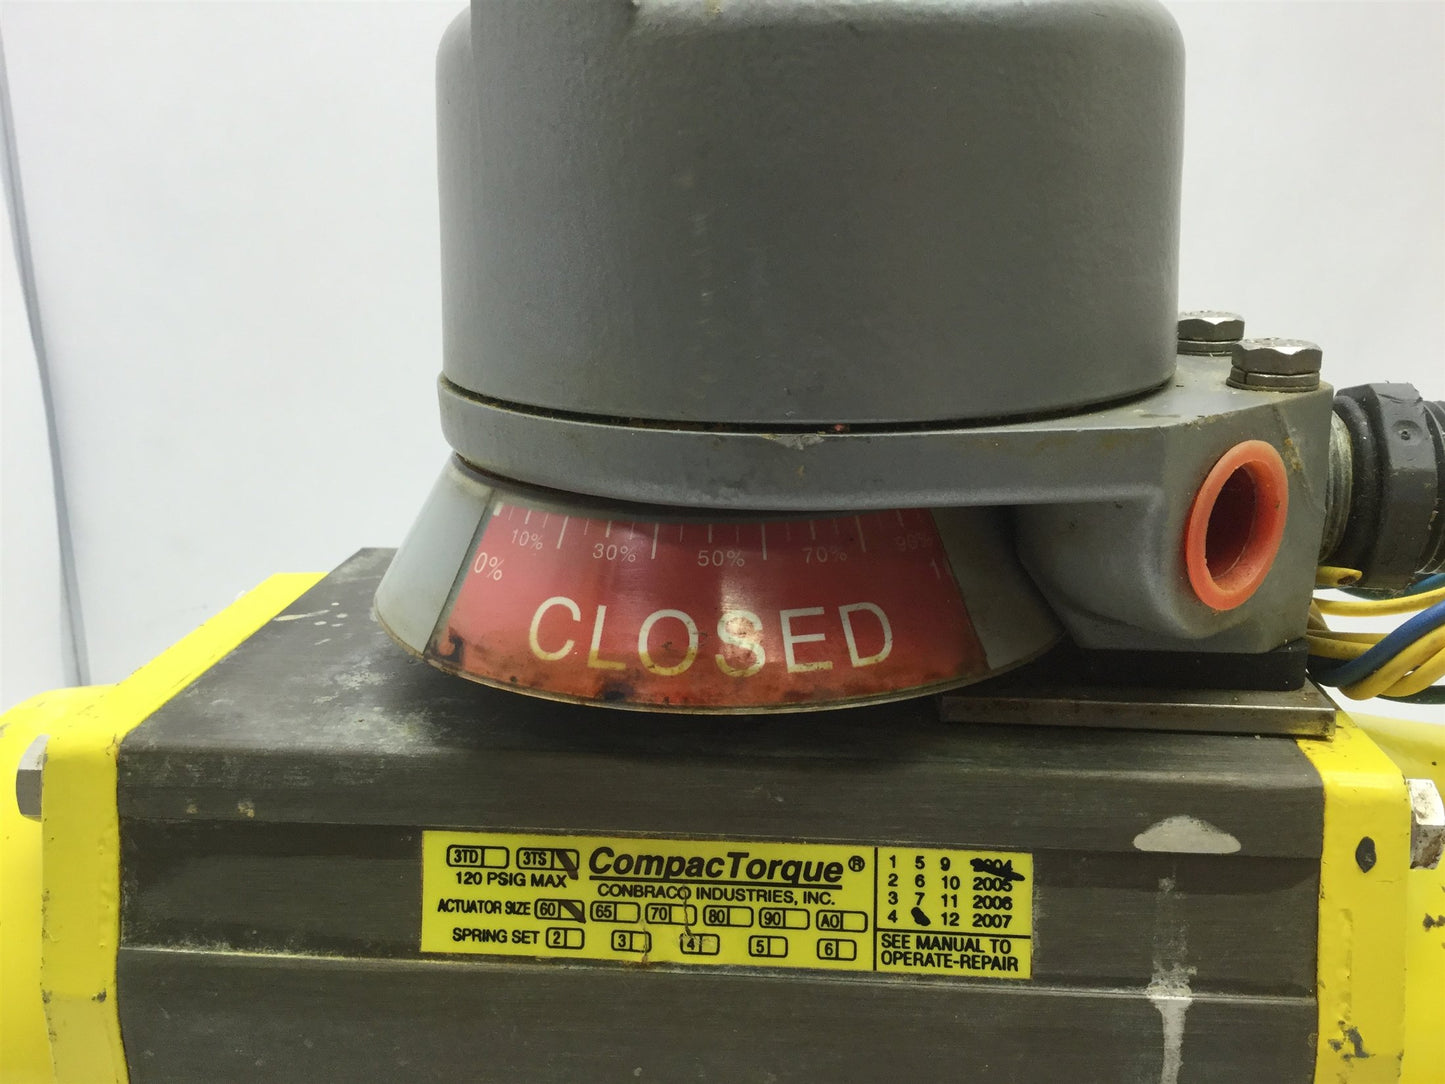 10% 30% 50% 70% 90%
0%
CLOSED
3TD 3TS CompacTorque®
120 PSIG MAX CONBRACO INDUSTRIES, INC.
ACTUATOR SIZE 60 65 70 80 90 AO
SPRING SET 2 3 4 5 6
1 5 9 2004
2 6 10 2005
3 7 11 2006
4 12 2007
SEE MANUAL TO
OPERATE-REPAIR